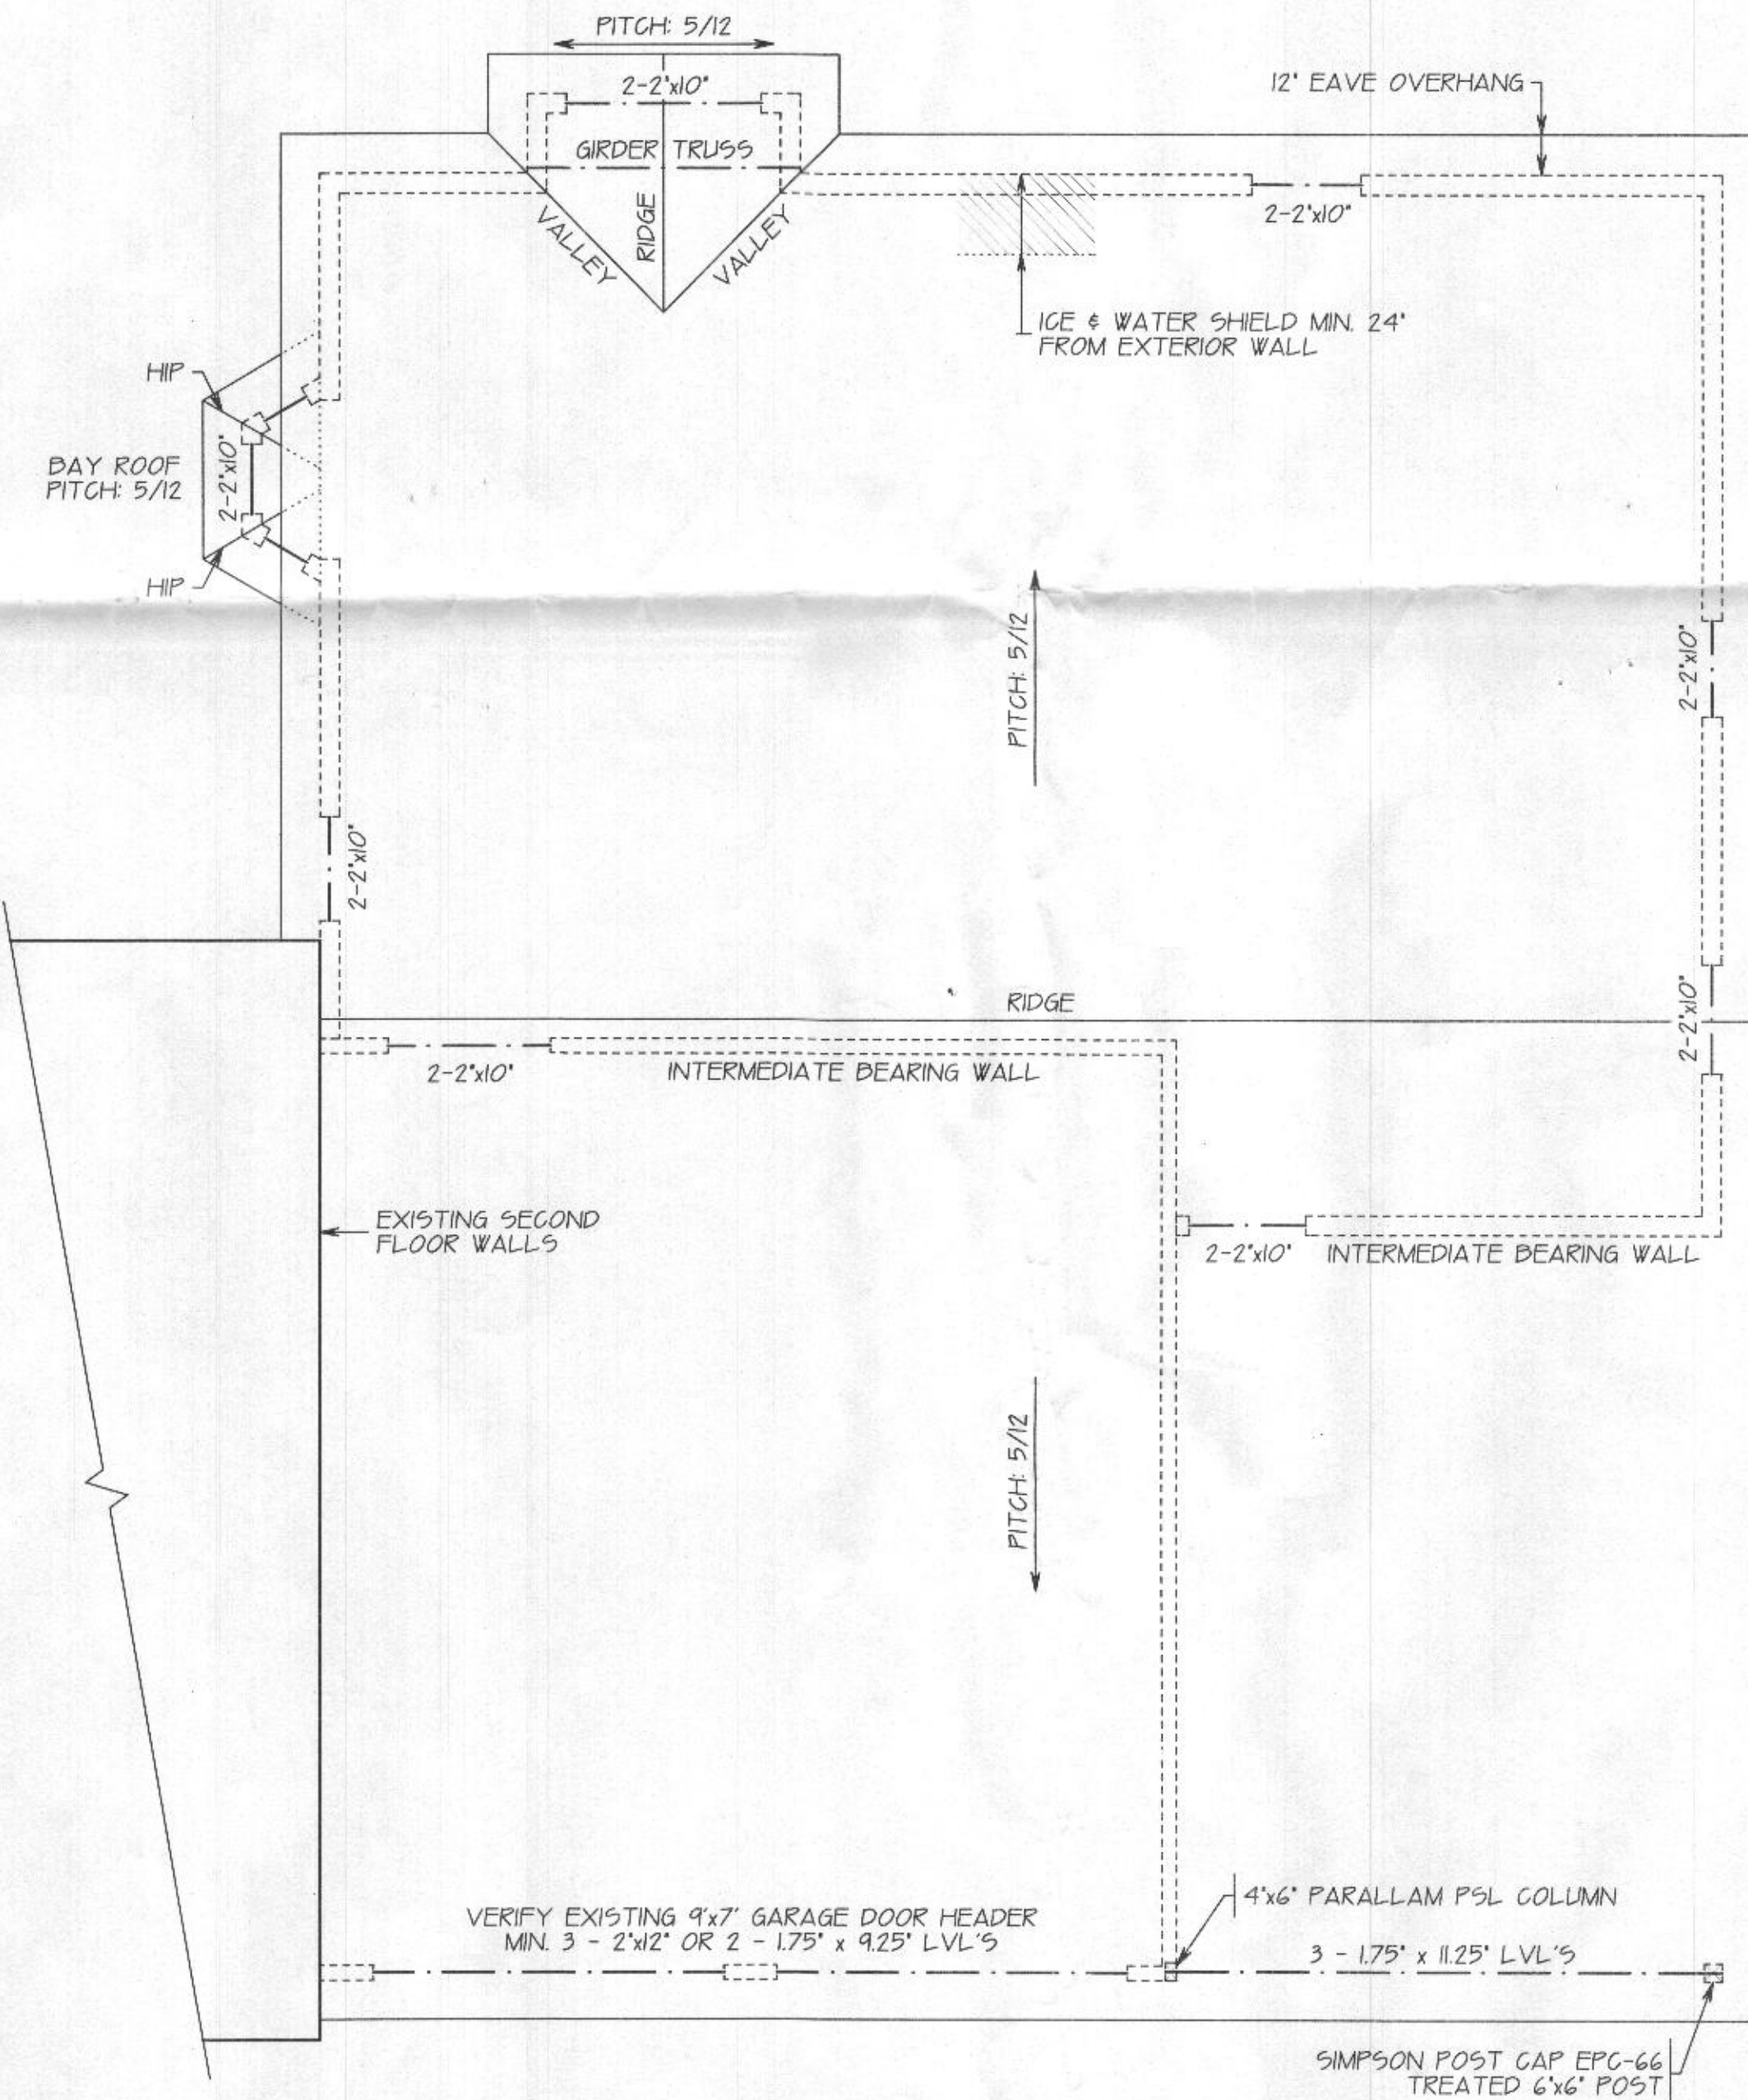 PITCH: 5/12
2-2"x10"
12" EAVE OVERHANG
GIRDER TRUSS
2-2"x10"
VALLEY
RIDGE
VALLEY
ICE & WATER SHIELD MIN. 24"
FROM EXTERIOR WALL
HIP
BAY ROOF
PITCH: 5/12
2-2"x10"
HIP
PITCH: 5/12
2-2"x10"
2-2"x10"
RIDGE
2-2"x10"
2-2"x10"
INTERMEDIATE BEARING WALL
EXISTING SECOND
FLOOR WALLS
2-2"x10"
INTERMEDIATE BEARING WALL
PITCH: 5/12
4"x6" PARALLAM PSL COLUMN
VERIFY EXISTING 9'x7' GARAGE DOOR HEADER
MIN. 3 - 2"x12" OR 2 - 1.75" x 9.25" LVL'S
3 - 1.75" x 11.25" LVL'S
SIMPSON POST CAP EPC-66
TREATED 6"x6" POST